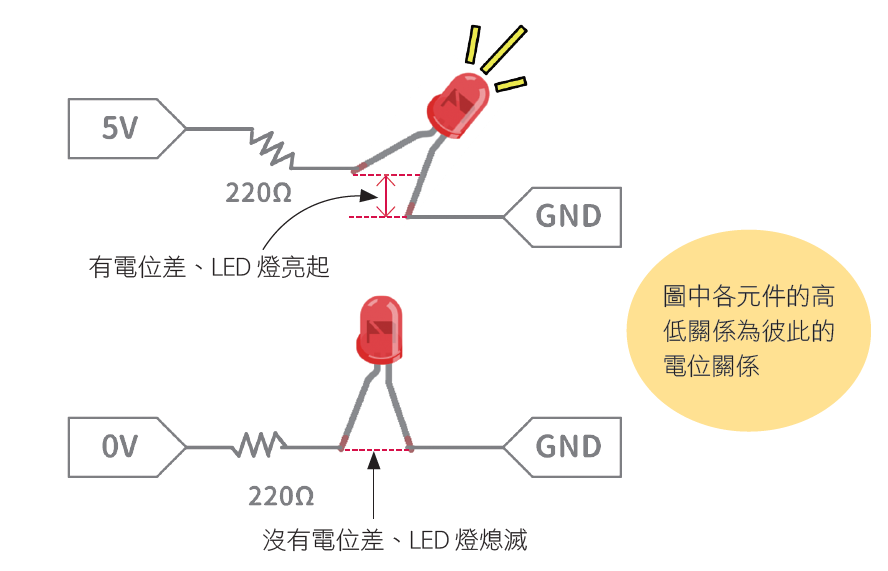 5V
220Ω
GND
有電位差、LED 燈亮起
圖中各元件的高
低關係為彼此的
電位關係
0V
GND
220Ω
沒有電位差、LED 燈熄滅